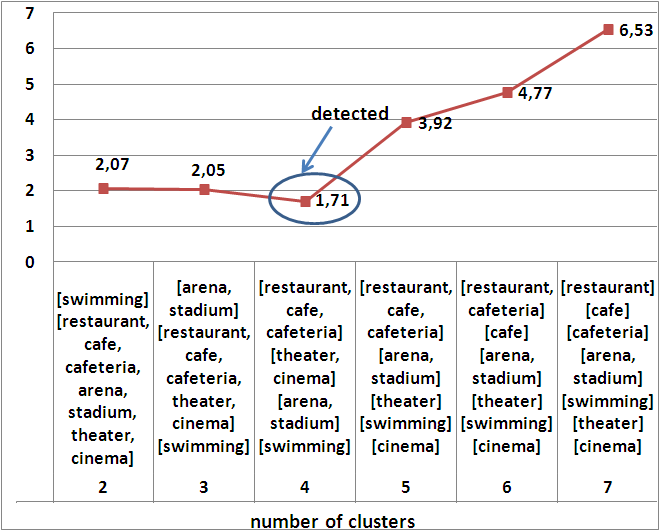 7
6
5
4
3
2
1
0
2,07
2,05
1,71
3,92
4,77
6,53
detected
[swimming]
[restaurant,
cafe,
cafeteria,
arena,
stadium,
theater,
cinema]
2
[arena,
stadium]
[restaurant,
cafe,
cafeteria,
theater,
cinema]
[swimming]
3
[restaurant,
cafe,
cafeteria]
[theater,
cinema]
[arena,
stadium]
[swimming]
4
[restaurant,
cafe,
cafeteria]
[arena,
stadium]
[theater]
[swimming]
[cinema]
5
[restaurant,
cafeteria]
[cafe]
[arena,
stadium]
[theater]
[swimming]
[cinema]
6
[restaurant]
[cafe]
[cafeteria]
[arena,
stadium]
[swimming]
[theater]
[cinema]
7
number of clusters